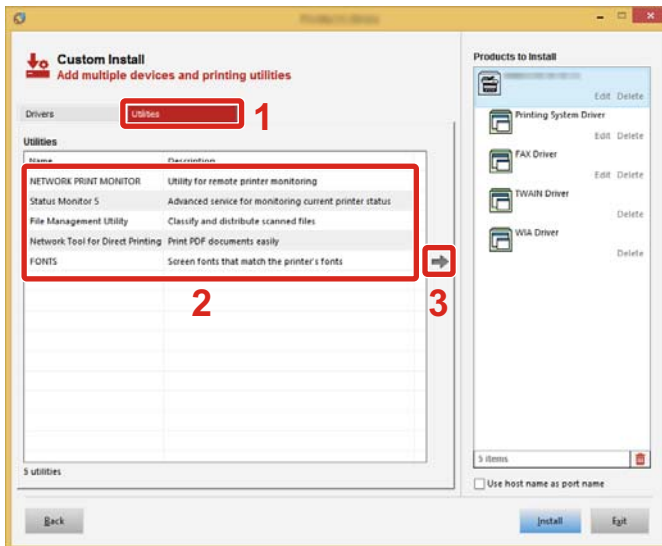 Custom Install
Add multiple devices and printing utilities
Drivers
Utilities
1
Utilities
Name Description
NETWORK PRINT MONITOR Utility for remote printer monitoring
Status Monitor 5 Advanced service for monitoring current printer status
File Management Utility Classify and distribute scanned files
Network Tool for Direct Printing Print PDF documents easily
FONTS Screen fonts that match the printer's fonts
2
3
5 utilities
Products to Install
Edit Delete
Printing System Driver
Edit Delete
FAX Driver
Edit Delete
TWAIN Driver
Delete
WIA Driver
Delete
5 items
Use host name as port name
Back
Install
Exit